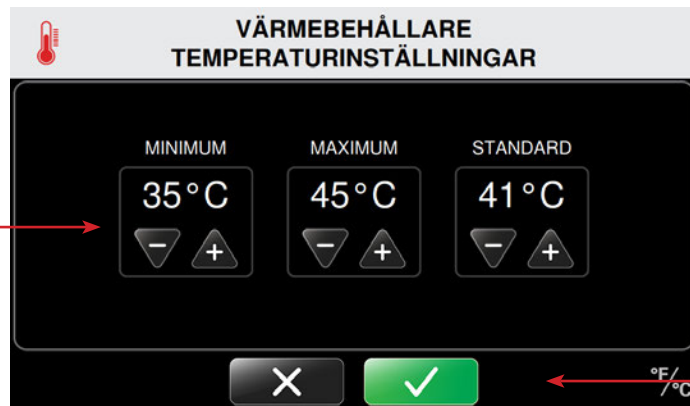 VÄRMEBEHÅLLARE
TEMPERATURINSTÄLLNINGAR
MINIMUM MAXIMUM STANDARD
35°C 45°C 41°C
- + - + - +
°F/°C